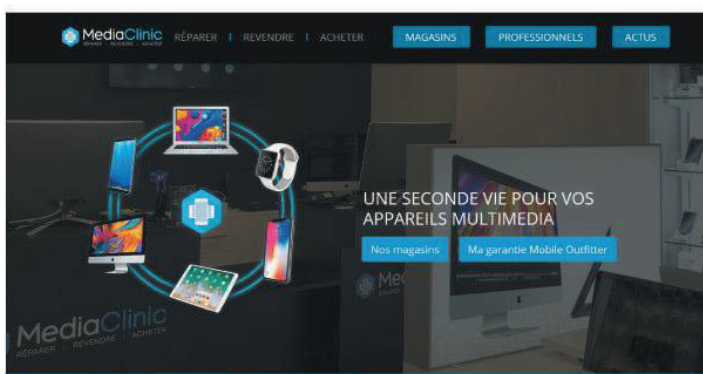 MediaClinic
RÉPARER | REVENDRE | ACHETER
RÉPARER | REVENDRE | ACHETER
MAGASINS
PROFESSIONNELS
ACTUS
UNE SECONDE VIE POUR VOS
APPAREILS MULTIMEDIA
Nos magasins
Ma garantie Mobile Outfitter
MediaClinic
RÉPARER | REVENDRE | ACHETER